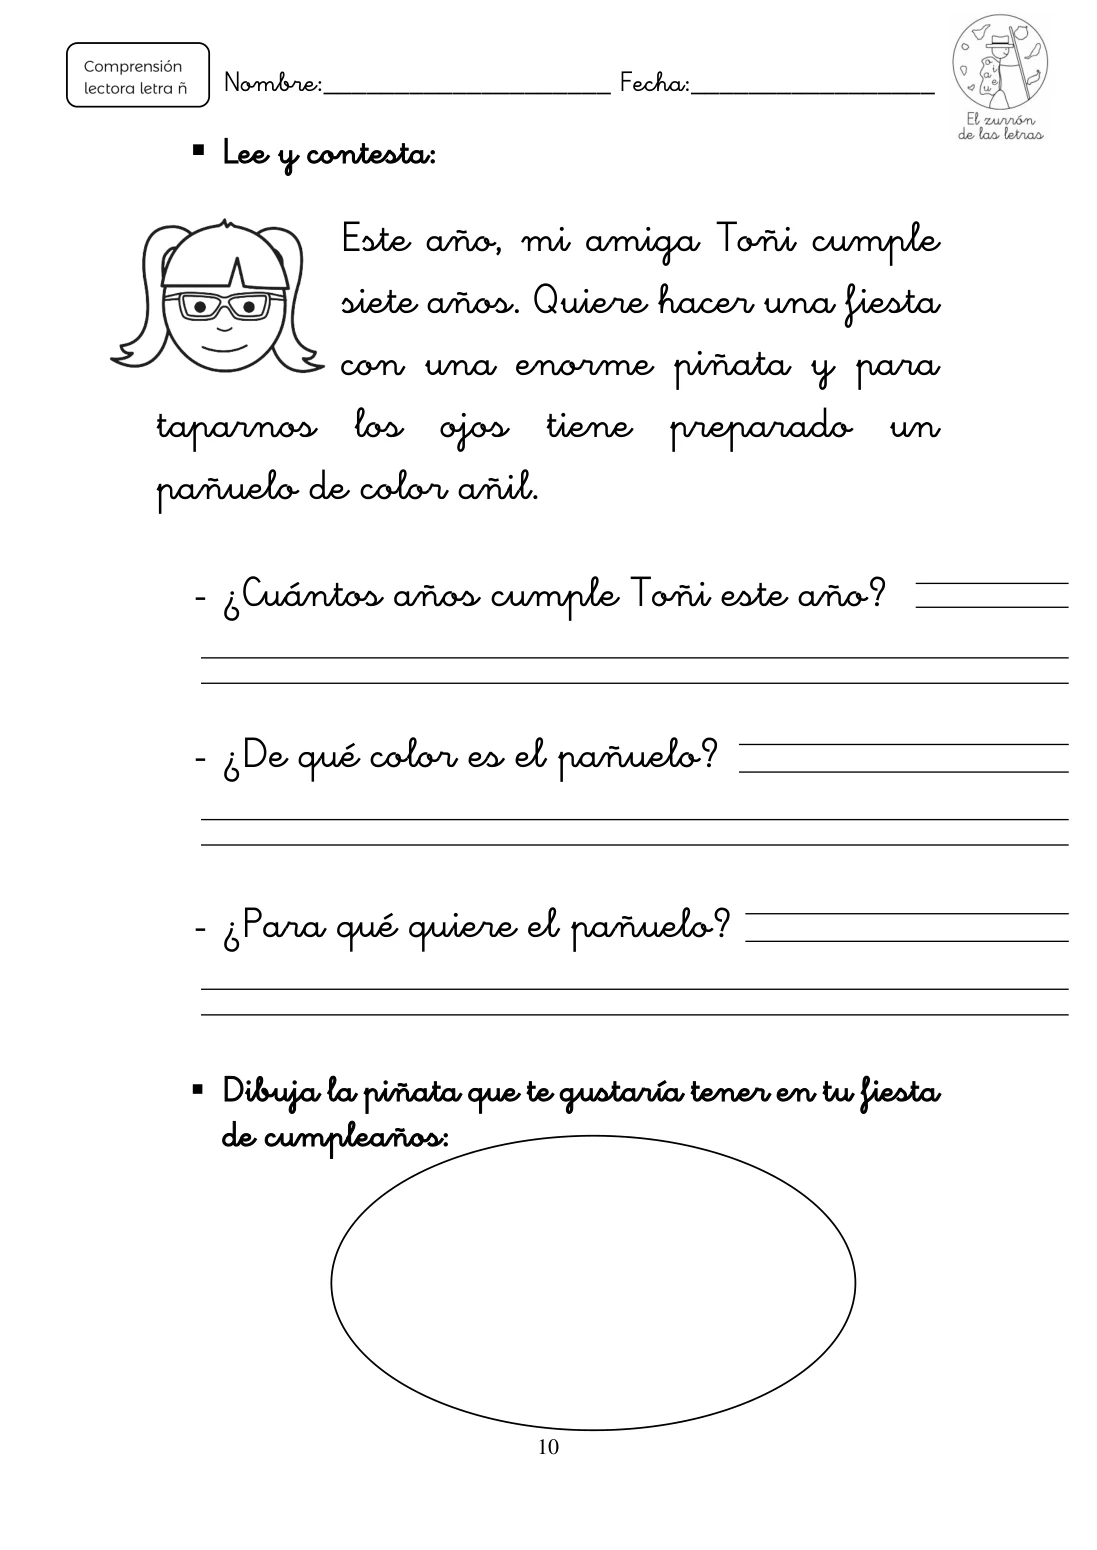 Comprensión
lectora letra ñ
Nombre:____________________ Fecha:_________________
El zurrón
de las letras
▪ Lee y contesta:
Este año, mi amiga Toñi cumple
siete años. Quiere hacer una fiesta
con una enorme piñata y para
taparnos los ojos tiene preparado un
pañuelo de color añil.
- ¿Cuántos años cumple Toñi este año?
- ¿De qué color es el pañuelo?
- ¿Para qué quiere el pañuelo?
▪ Dibuja la piñata que te gustaría tener en tu fiesta
de cumpleaños:
10